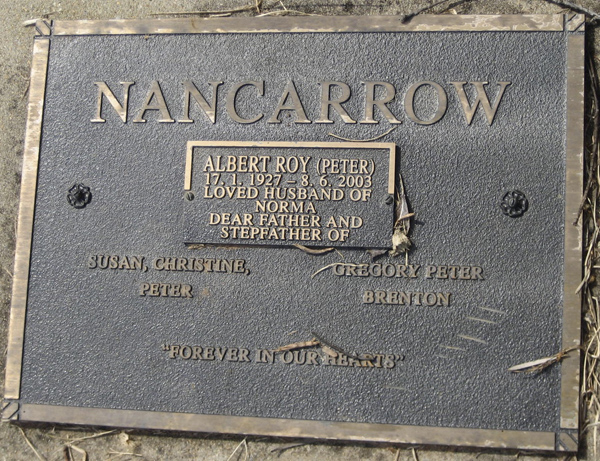 NANCARROW
ALBERT ROY (PETER)
17. 1. 1927 – 8. 6. 2003
LOVED HUSBAND OF
NORMA
DEAR FATHER AND
STEPFATHER OF
SUSAN, CHRISTINE, GREGORY PETER
PETER BRENTON
"FOREVER IN OUR HEARTS"